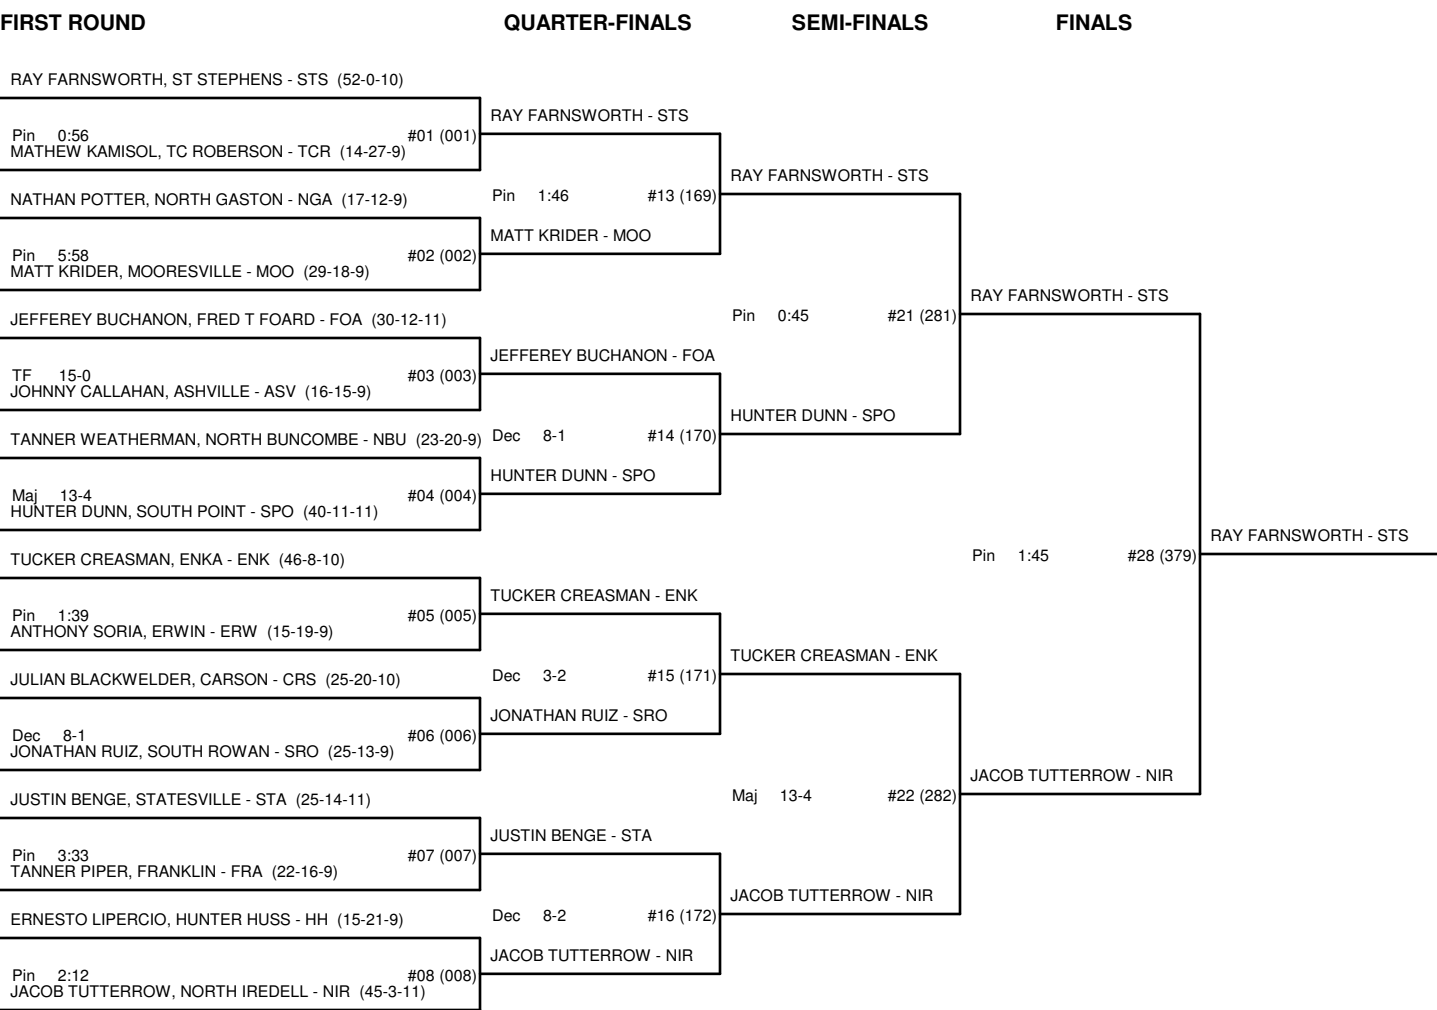 FIRST ROUND
QUARTER-FINALS
SEMI-FINALS
FINALS
RAY FARNSWORTH, ST STEPHENS - STS (52-0-10)
Pin 0:56 #01 (001)
MATHEW KAMISOL, TC ROBERSON - TCR (14-27-9)
NATHAN POTTER, NORTH GASTON - NGA (17-12-9)
Pin 5:58 #02 (002)
MATT KRIDER, MOORESVILLE - MOO (29-18-9)
JEFFEREY BUCHANON, FRED T FOARD - FOA (30-12-11)
TF 15-0 #03 (003)
JOHNNY CALLAHAN, ASHVILLE - ASV (16-15-9)
TANNER WEATHERMAN, NORTH BUNCOMBE - NBU (23-20-9)
Maj 13-4 #04 (004)
HUNTER DUNN, SOUTH POINT - SPO (40-11-11)
TUCKER CREASMAN, ENKA - ENK (46-8-10)
Pin 1:39 #05 (005)
ANTHONY SORIA, ERWIN - ERW (15-19-9)
JULIAN BLACKWELDER, CARSON - CRS (25-20-10)
Dec 8-1 #06 (006)
JONATHAN RUIZ, SOUTH ROWAN - SRO (25-13-9)
JUSTIN BENGE, STATESVILLE - STA (25-14-11)
Pin 3:33 #07 (007)
TANNER PIPER, FRANKLIN - FRA (22-16-9)
ERNESTO LIPERCIO, HUNTER HUSS - HH (15-21-9)
Pin 2:12 #08 (008)
JACOB TUTTERROW, NORTH IREDELL - NIR (45-3-11)
RAY FARNSWORTH - STS
Pin 1:46 #13 (169)
MATT KRIDER - MOO
JEFFEREY BUCHANON - FOA
Dec 8-1 #14 (170)
HUNTER DUNN - SPO
TUCKER CREASMAN - ENK
Dec 3-2 #15 (171)
JONATHAN RUIZ - SRO
JUSTIN BENGE - STA
Dec 8-2 #16 (172)
JACOB TUTTERROW - NIR
RAY FARNSWORTH - STS
Pin 0:45 #21 (281)
HUNTER DUNN - SPO
TUCKER CREASMAN - ENK
Maj 13-4 #22 (282)
JACOB TUTTERROW - NIR
RAY FARNSWORTH - STS
Pin 1:45 #28 (379)
JACOB TUTTERROW - NIR
RAY FARNSWORTH - STS